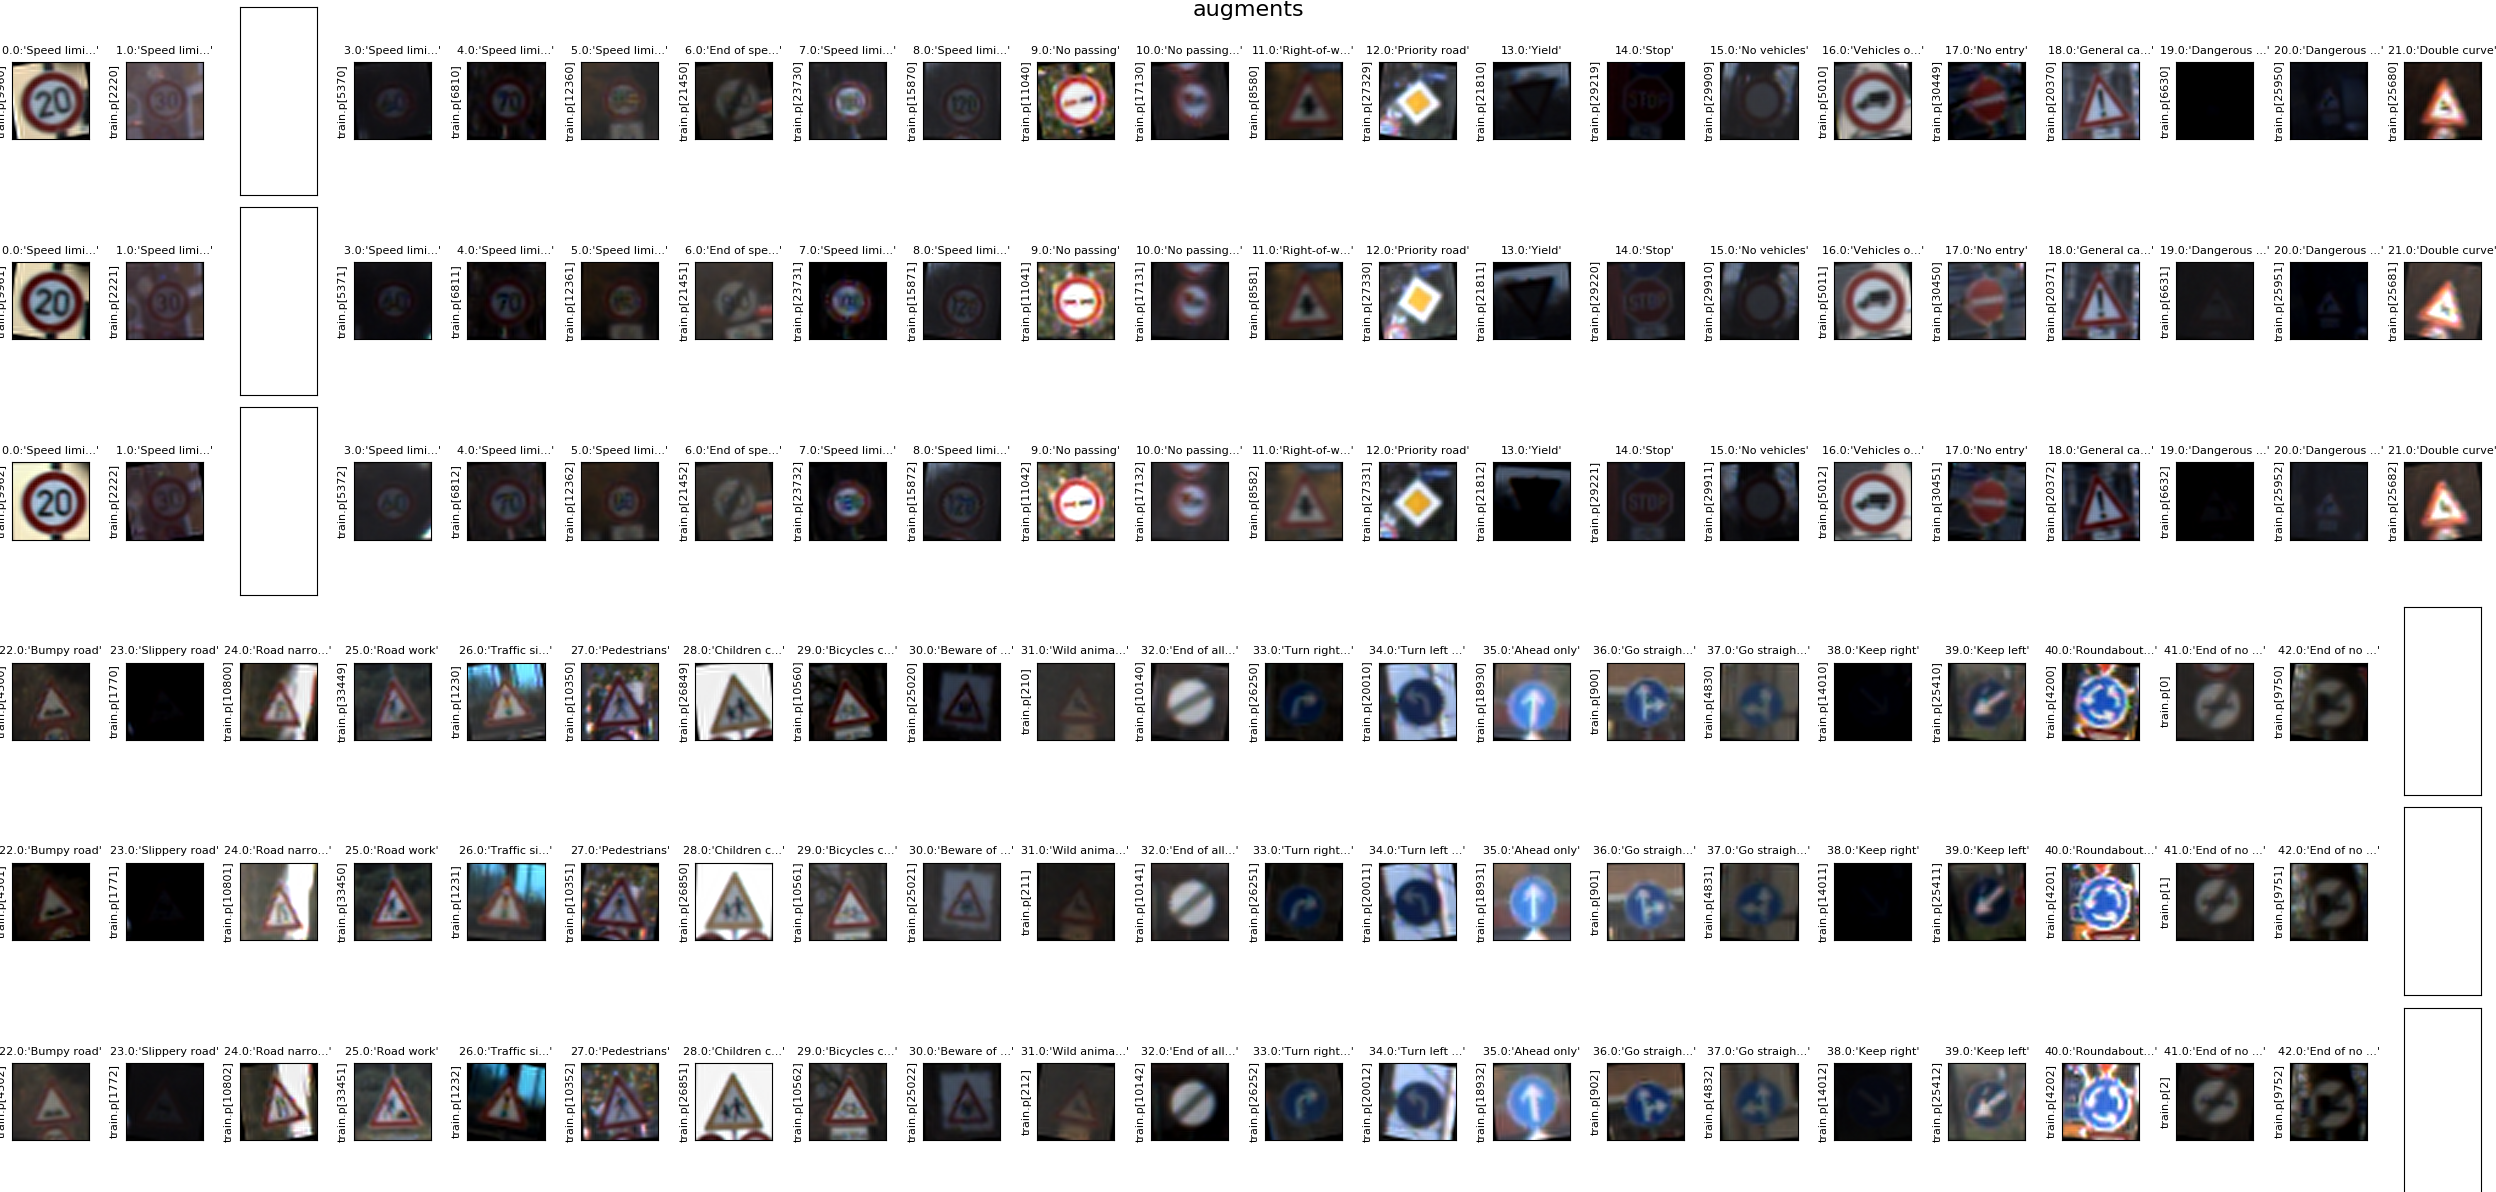 augments
0.0:'Speed limi...' 1.0:'Speed limi...' 3.0:'Speed limi...' 4.0:'Speed limi...' 5.0:'Speed limi...' 6.0:'End of spe...' 7.0:'Speed limi...' 8.0:'Speed limi...' 9.0:'No passing' 10.0:'No passing...' 11.0:'Right-of-w...' 12.0:'Priority road' 13.0:'Yield' 14.0:'Stop' 15.0:'No vehicles' 16.0:'Vehicles o...' 17.0:'No entry' 18.0:'General ca...' 19.0:'Dangerous ...' 20.0:'Dangerous ...' 21.0:'Double curve'
train.p[2220] train.p[5370] train.p[6810] train.p[12360] train.p[21450] train.p[23730] train.p[15870] train.p[11040] train.p[17130] train.p[8580] train.p[27329] train.p[21810] train.p[29219] train.p[29909] train.p[5010] train.p[30449] train.p[20370] train.p[6630] train.p[25950] train.p[25680]
20 30 60 70 120 STOP
0.0:'Speed limi...' 1.0:'Speed limi...' 3.0:'Speed limi...' 4.0:'Speed limi...' 5.0:'Speed limi...' 6.0:'End of spe...' 7.0:'Speed limi...' 8.0:'Speed limi...' 9.0:'No passing' 10.0:'No passing...' 11.0:'Right-of-w...' 12.0:'Priority road' 13.0:'Yield' 14.0:'Stop' 15.0:'No vehicles' 16.0:'Vehicles o...' 17.0:'No entry' 18.0:'General ca...' 19.0:'Dangerous ...' 20.0:'Dangerous ...' 21.0:'Double curve'
train.p[2221] train.p[5371] train.p[6811] train.p[12361] train.p[21451] train.p[23731] train.p[15871] train.p[11041] train.p[17131] train.p[8581] train.p[27330] train.p[21811] train.p[29220] train.p[29910] train.p[5011] train.p[30450] train.p[20371] train.p[6631] train.p[25951] train.p[25681]
20 30 60 70 120 STOP
0.0:'Speed limi...' 1.0:'Speed limi...' 3.0:'Speed limi...' 4.0:'Speed limi...' 5.0:'Speed limi...' 6.0:'End of spe...' 7.0:'Speed limi...' 8.0:'Speed limi...' 9.0:'No passing' 10.0:'No passing...' 11.0:'Right-of-w...' 12.0:'Priority road' 13.0:'Yield' 14.0:'Stop' 15.0:'No vehicles' 16.0:'Vehicles o...' 17.0:'No entry' 18.0:'General ca...' 19.0:'Dangerous ...' 20.0:'Dangerous ...' 21.0:'Double curve'
train.p[2222] train.p[5372] train.p[6812] train.p[12362] train.p[21452] train.p[23732] train.p[15872] train.p[11042] train.p[17132] train.p[8582] train.p[27331] train.p[21812] train.p[29221] train.p[29911] train.p[5012] train.p[30451] train.p[20372] train.p[6632] train.p[25952] train.p[25682]
20 30 60 70 120 STOP
22.0:'Bumpy road' 23.0:'Slippery road' 24.0:'Road narro...' 25.0:'Road work' 26.0:'Traffic si...' 27.0:'Pedestrians' 28.0:'Children c...' 29.0:'Bicycles c...' 30.0:'Beware of ...' 31.0:'Wild anima...' 32.0:'End of all...' 33.0:'Turn right...' 34.0:'Turn left ...' 35.0:'Ahead only' 36.0:'Go straigh...' 37.0:'Go straigh...' 38.0:'Keep right' 39.0:'Keep left' 40.0:'Roundabout...' 41.0:'End of no ...' 42.0:'End of no ...'
train.p[1770] train.p[10800] train.p[33449] train.p[1230] train.p[10350] train.p[26849] train.p[10560] train.p[25020] train.p[210] train.p[10140] train.p[26250] train.p[20010] train.p[18930] train.p[900] train.p[4830] train.p[14010] train.p[25410] train.p[4200] train.p[0] train.p[9750]
22.0:'Bumpy road' 23.0:'Slippery road' 24.0:'Road narro...' 25.0:'Road work' 26.0:'Traffic si...' 27.0:'Pedestrians' 28.0:'Children c...' 29.0:'Bicycles c...' 30.0:'Beware of ...' 31.0:'Wild anima...' 32.0:'End of all...' 33.0:'Turn right...' 34.0:'Turn left ...' 35.0:'Ahead only' 36.0:'Go straigh...' 37.0:'Go straigh...' 38.0:'Keep right' 39.0:'Keep left' 40.0:'Roundabout...' 41.0:'End of no ...' 42.0:'End of no ...'
train.p[1771] train.p[10801] train.p[33450] train.p[1231] train.p[10351] train.p[26850] train.p[10561] train.p[25021] train.p[211] train.p[10141] train.p[26251] train.p[20011] train.p[18931] train.p[901] train.p[4831] train.p[14011] train.p[25411] train.p[4201] train.p[1] train.p[9751]
22.0:'Bumpy road' 23.0:'Slippery road' 24.0:'Road narro...' 25.0:'Road work' 26.0:'Traffic si...' 27.0:'Pedestrians' 28.0:'Children c...' 29.0:'Bicycles c...' 30.0:'Beware of ...' 31.0:'Wild anima...' 32.0:'End of all...' 33.0:'Turn right...' 34.0:'Turn left ...' 35.0:'Ahead only' 36.0:'Go straigh...' 37.0:'Go straigh...' 38.0:'Keep right' 39.0:'Keep left' 40.0:'Roundabout...' 41.0:'End of no ...' 42.0:'End of no ...'
train.p[1772] train.p[10802] train.p[33451] train.p[1232] train.p[10352] train.p[26851] train.p[10562] train.p[25022] train.p[212] train.p[10142] train.p[26252] train.p[20012] train.p[18932] train.p[902] train.p[4832] train.p[14012] train.p[25412] train.p[4202] train.p[2] train.p[9752]